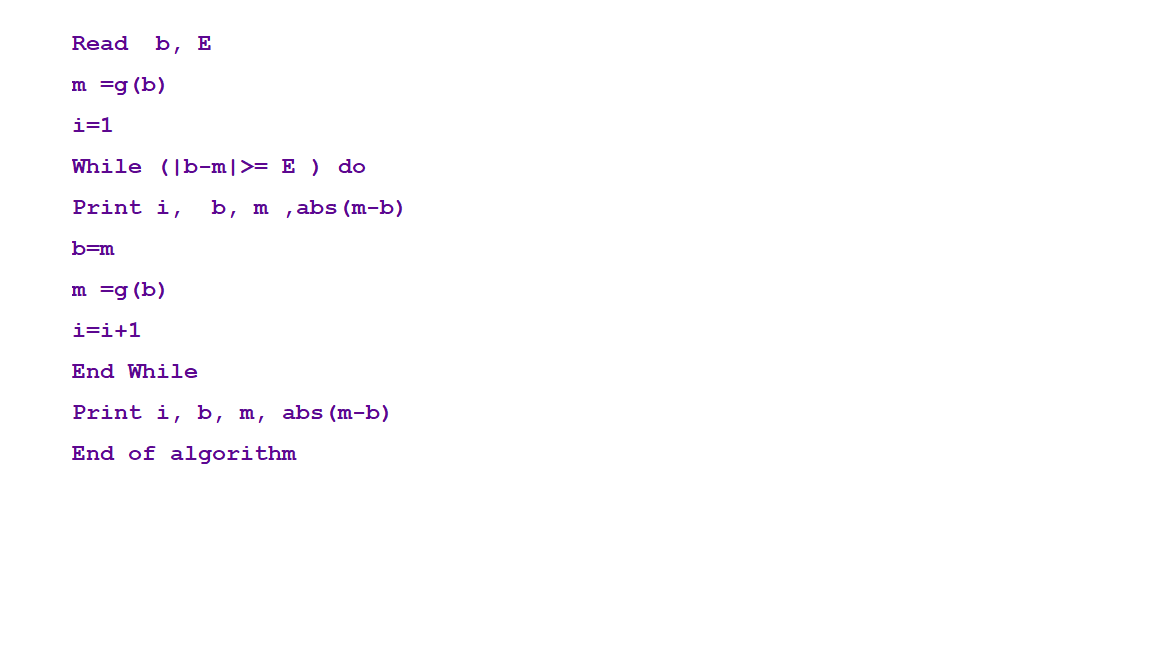 Read  b, E
m =g(b)
i=1
While (|b-m|>= E ) do
Print i,  b, m ,abs(m-b)
b=m
m =g(b)
i=i+1
End While
Print i, b, m, abs(m-b)
End of algorithm